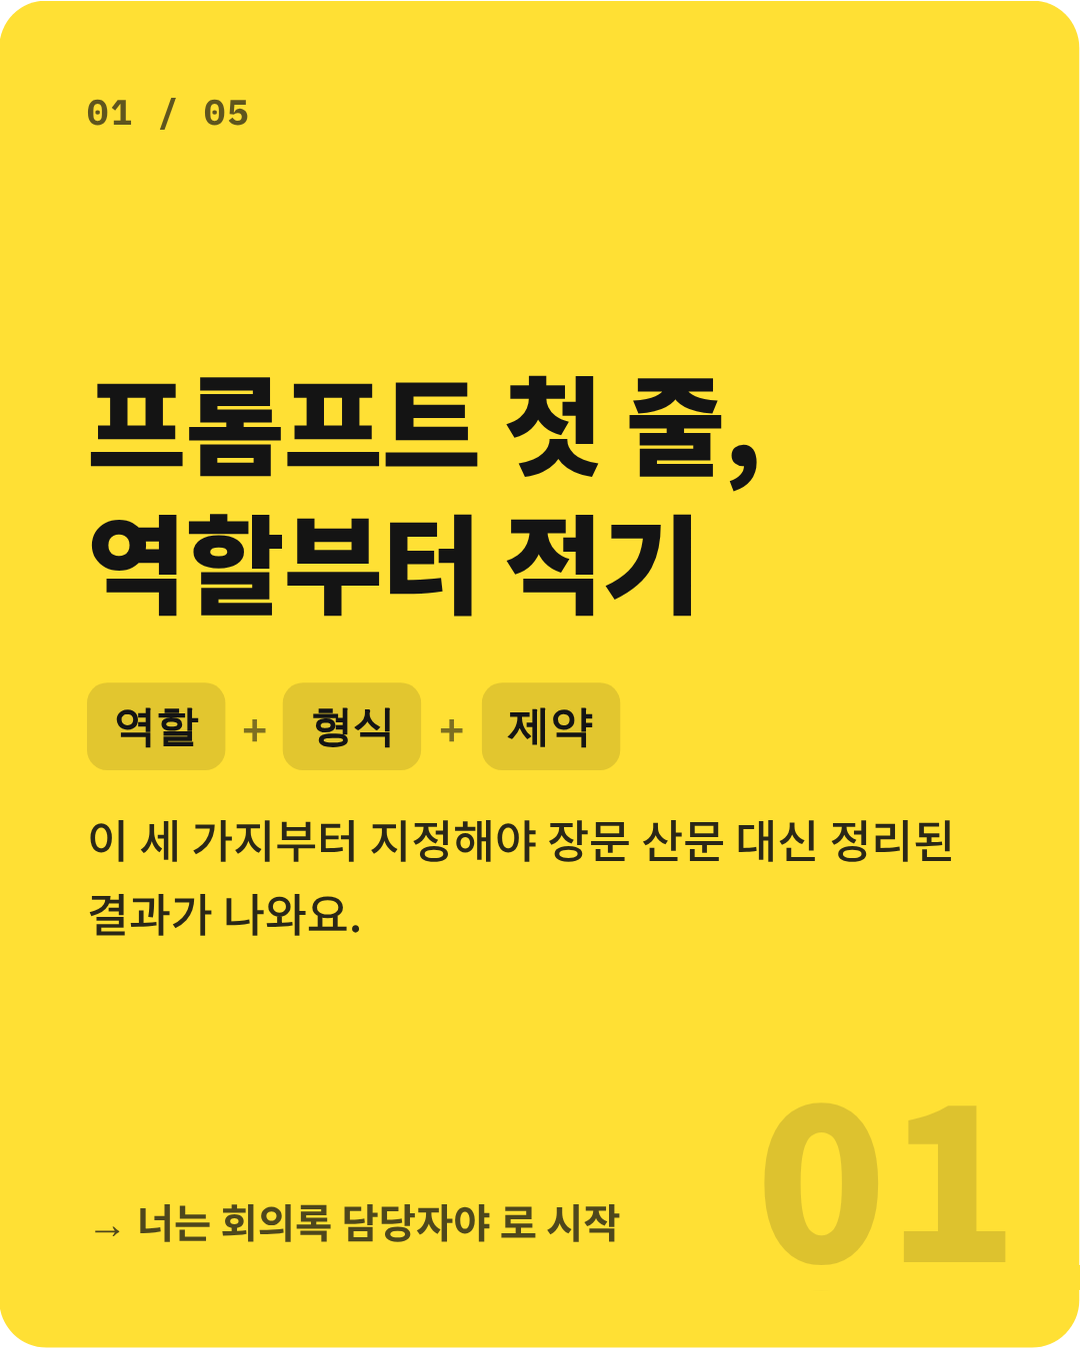 01 / 05
프롬프트 첫 줄,
역할부터 적기
역할 + 형식 + 제약
이 세 가지부터 지정해야 장문 산문 대신 정리된
결과가 나와요.
→ 너는 회의록 담당자야 로 시작
01